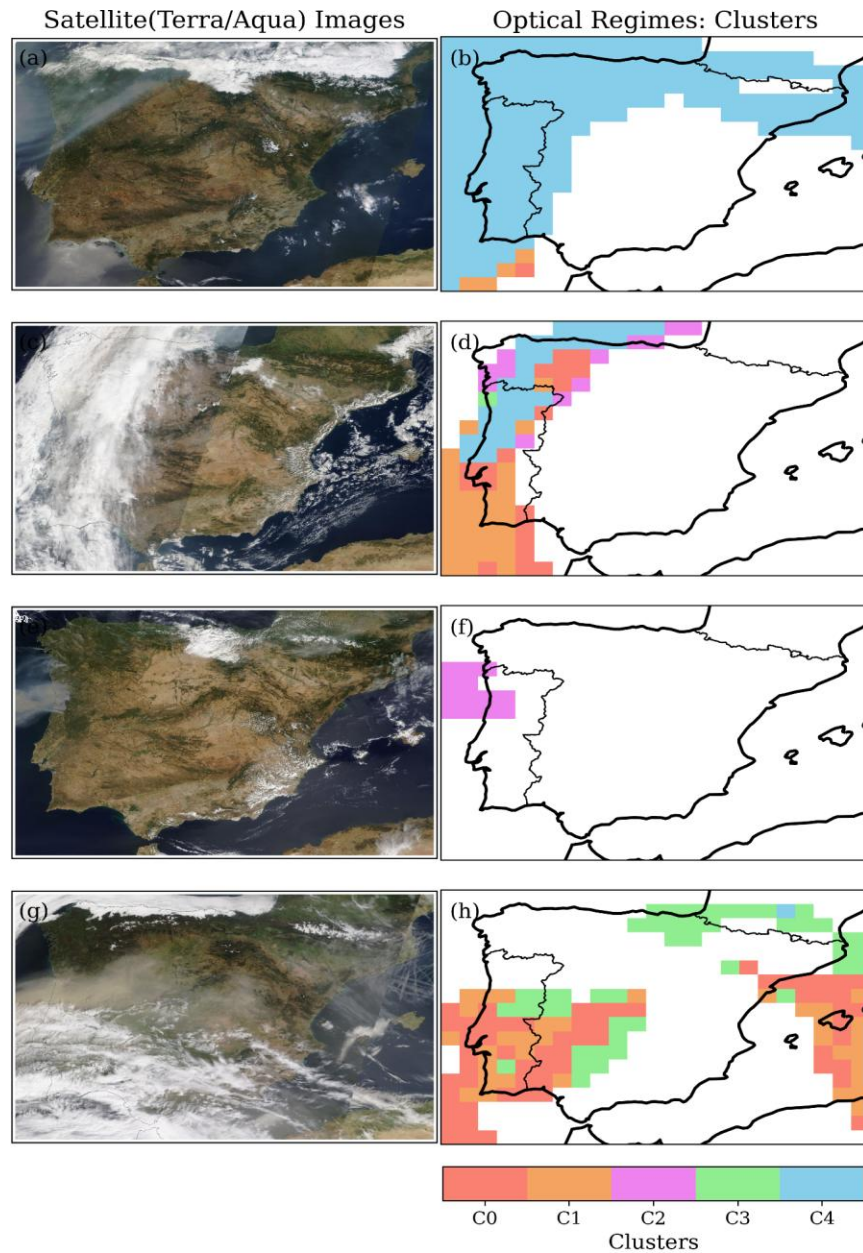 Satellite(Terra/Aqua) Images
Optical Regimes: Clusters
(a)
(b)
(c)
(d)
(e)
(f)
(g)
(h)
C0 C1 C2 C3 C4
Clusters